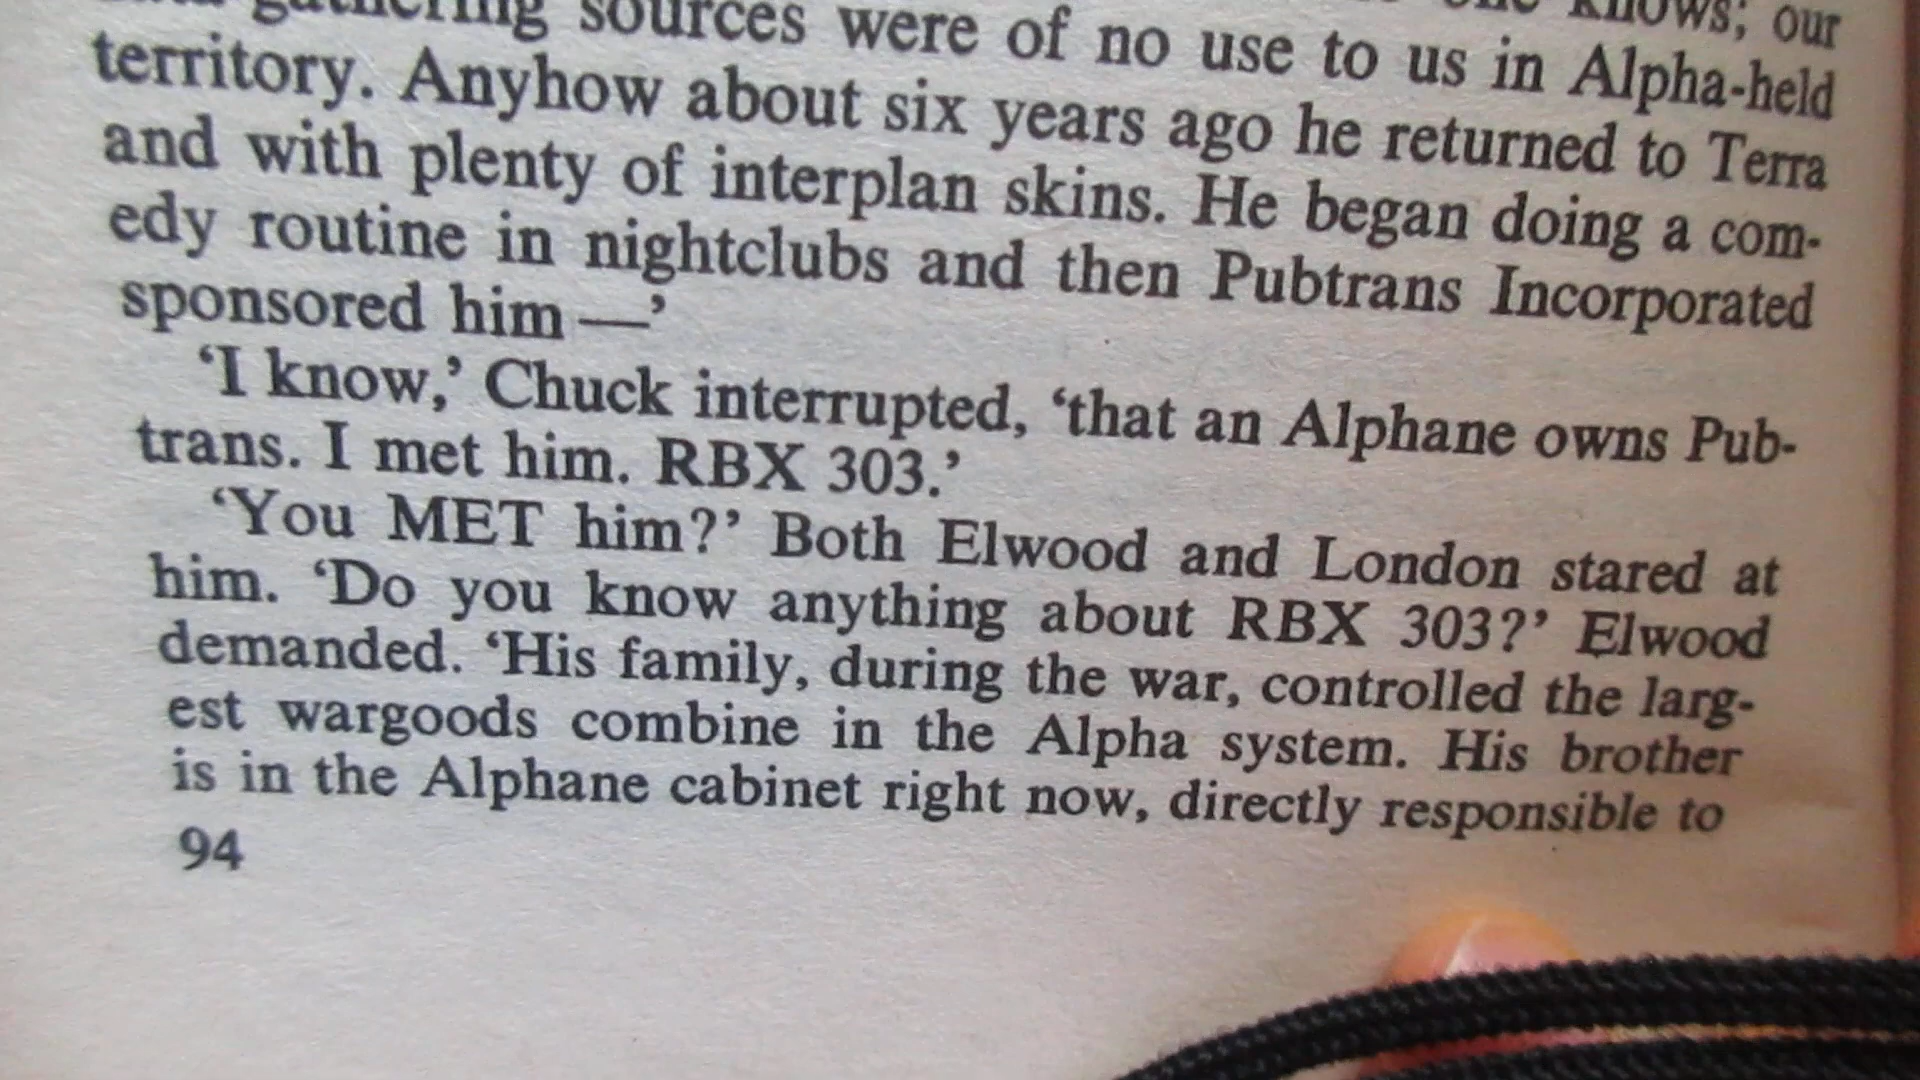 gathering sources were of no use to us in Alpha-held
knows; our
territory. Anyhow about six years ago he returned to Terra
and with plenty of interplan skins. He began doing a com-
edy routine in nightclubs and then Pubtrans Incorporated
sponsored him —’
‘I know,’ Chuck interrupted, ‘that an Alphane owns Pub-
trans. I met him. RBX 303.’
‘You MET him?’ Both Elwood and London stared at
him. ‘Do you know anything about RBX 303?’ Elwood
demanded. ‘His family, during the war, controlled the larg-
est wargoods combine in the Alpha system. His brother
is in the Alphane cabinet right now, directly responsible to
94